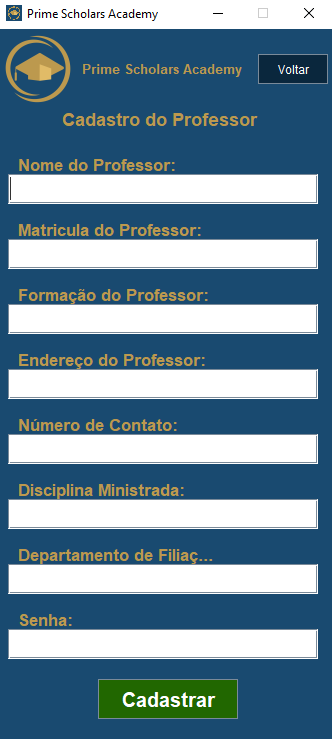 Prime Scholars Academy
Prime Scholars Academy
Voltar
Cadastro do Professor
Nome do Professor:
Matricula do Professor:
Formação do Professor:
Endereço do Professor:
Número de Contato:
Disciplina Ministrada:
Departamento de Filiaç...
Senha:
Cadastrar